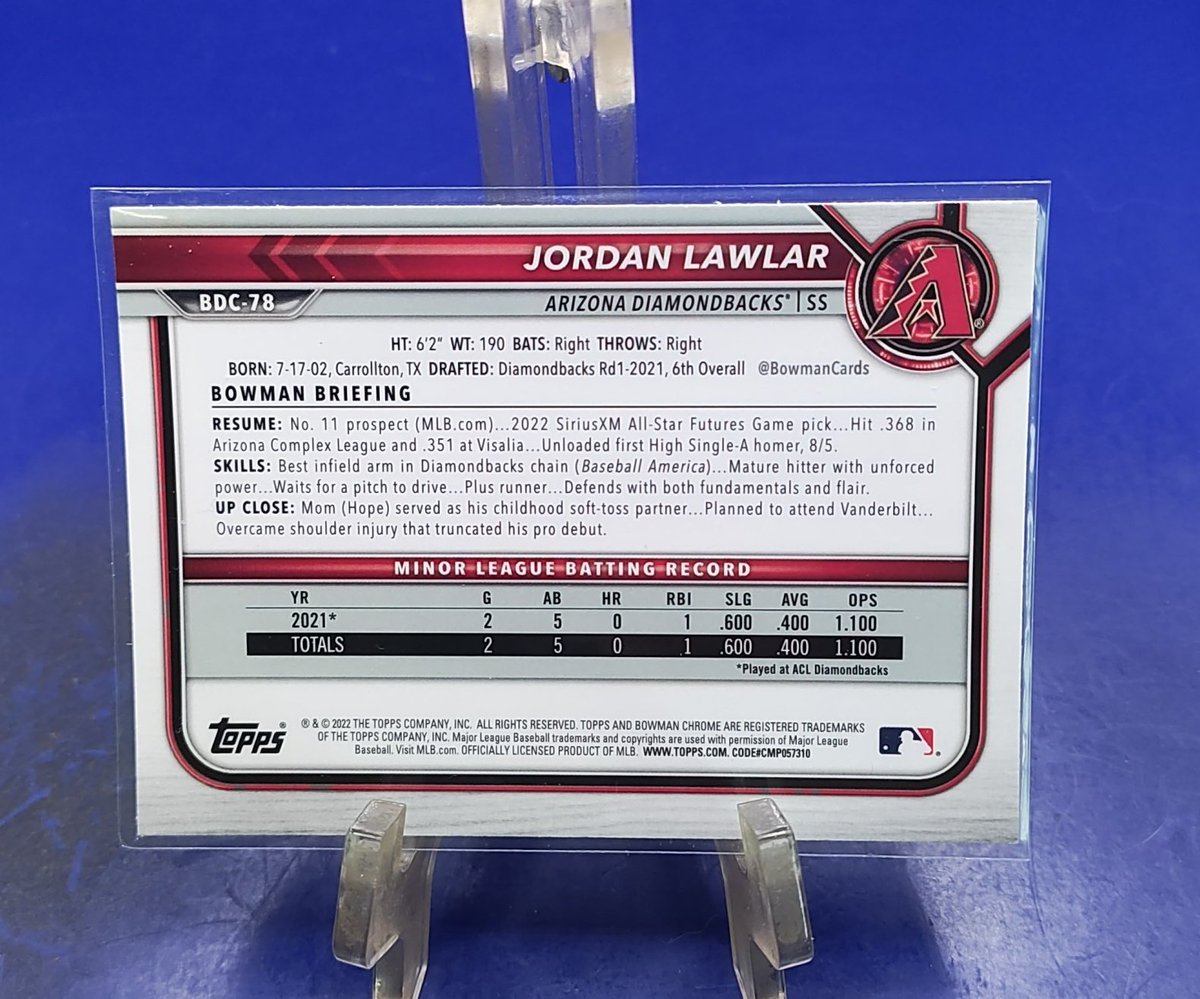 JORDAN LAWLAR
BDC-78
ARIZONA DIAMONDBACKS® | SS
HT: 6'2" WT: 190 BATS: Right THROWS: Right
BORN: 7-17-02, Carrollton, TX DRAFTED: Diamondbacks Rd1-2021, 6th Overall @BowmanCards
BOWMAN BRIEFING
RESUME: No. 11 prospect (MLB.com)...2022 SiriusXM All-Star Futures Game pick...Hit .368 in
Arizona Complex League and .351 at Visalia...Unloaded first High Single-A homer, 8/5.
SKILLS: Best infield arm in Diamondbacks chain (Baseball America)...Mature hitter with unforced
power...Waits for a pitch to drive...Plus runner...Defends with both fundamentals and flair.
UP CLOSE: Mom (Hope) served as his childhood soft-toss partner...Planned to attend Vanderbilt...
Overcame shoulder injury that truncated his pro debut.
MINOR LEAGUE BATTING RECORD
YR G AB HR RBI SLG AVG OPS
2021* 2 5 0 1 .600 .400 1.100
TOTALS 2 5 0 1 .600 .400 1.100
*Played at ACL Diamondbacks
Topps®
® & © 2022 THE TOPPS COMPANY, INC. ALL RIGHTS RESERVED. TOPPS AND BOWMAN CHROME ARE REGISTERED TRADEMARKS
OF THE TOPPS COMPANY, INC. Major League Baseball trademarks and copyrights are used with permission of Major League
Baseball. Visit MLB.com. OFFICIALLY LICENSED PRODUCT OF MLB. WWW.TOPPS.COM. CODE#CMP057310